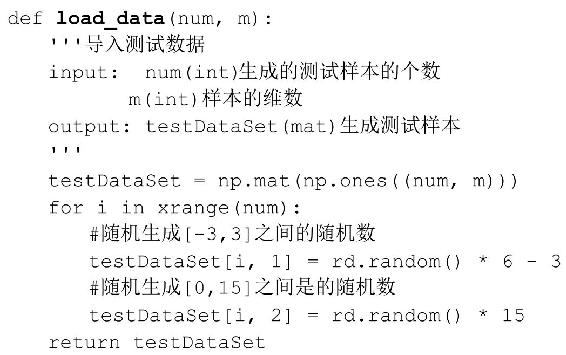 def load_data(num, m):
    '''导入测试数据
    input:  num(int)生成的测试样本的个数
            m(int)样本的维数
    output: testDataSet(mat)生成测试样本
    '''
    testDataSet = np.mat(np.ones((num, m)))
    for i in xrange(num):
        #随机生成[-3,3]之间的随机数
        testDataSet[i, 1] = rd.random() * 6 - 3
        #随机生成[0,15]之间是的随机数
        testDataSet[i, 2] = rd.random() * 15
    return testDataSet